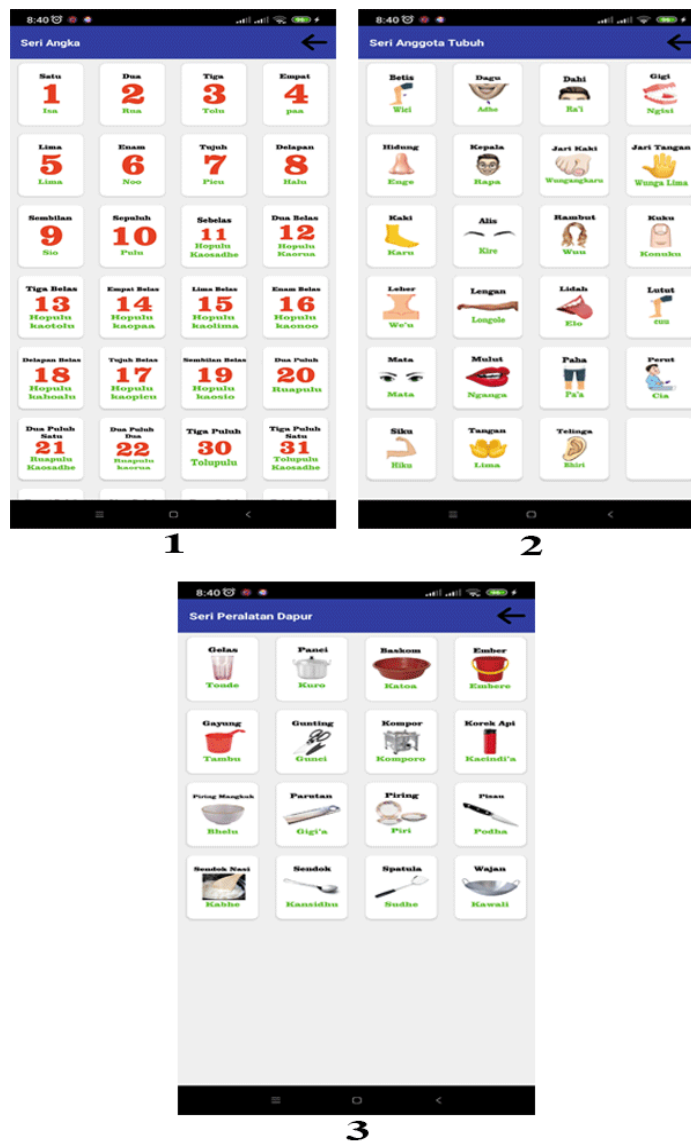 8:40
Seri Angka
Satu
1
Isa
Dua
2
Rua
Tiga
3
Tolu
Empat
4
paa
Lima
5
Lima
Enam
6
Noo
Tujuh
7
Picu
Delapan
8
Halu
Sembilan
9
Sio
Sepuluh
10
Pulu
Sebelas
11
Hopulu
Kaosadhe
Dua Belas
12
Hopulu
Kaorua
Tiga Belas
13
Hopulu
kaotolu
Empat Belas
14
Hopulu
kaopaa
Lima Belas
15
Hopulu
kaolima
Enam Belas
16
Hopulu
kaonoo
Delapan Belas
18
Hopulu
kahoalu
Tujuh Belas
17
Hopulu
kaopicu
Sembilan Belas
19
Hopulu
kaosio
Dua Puluh
20
Ruapulu
Dua Puluh
Satu
21
Ruapulu
Kaosadhe
Dua Puluh
Dua
22
Ruapulu
kaorua
Tiga Puluh
30
Tolupulu
Tiga Puluh
Satu
31
Tolupulu
Kaosadhe
1
8:40
Seri Anggota Tubuh
Betis
Wici
Dagu
Adhe
Dahi
Ra'i
Gigi
Ngisi
Hidung
Enge
Kepala
Rapa
Jari Kaki
Wungangkaru
Jari Tangan
Wunga Lima
Kaki
Karu
Alis
Kire
Rambut
Wuu
Kuku
Konuku
Leher
We'u
Lengan
Longole
Lidah
Elo
Lutut
Mata
Mata
Mulut
Nganga
Paha
Pa'a
Perut
Cia
Siku
Hiku
Tangan
Lima
Telinga
2
8:40
Seri Peralatan Dapur
Gelas
Tonde
Panci
Kuro
Baskom
Katoa
Ember
Embere
Gayung
Tambu
Gunting
Gunci
Kompor
Komporo
Korek Api
Kacindi'a
Piring Mangkuk
Bhelu
Parutan
Gigi'a
Piring
Piri
Pisau
Podha
Sendok Nasi
Kabhe
Sendok
Kansidhu
Spatula
Sudhe
Wajan
Kawali
3